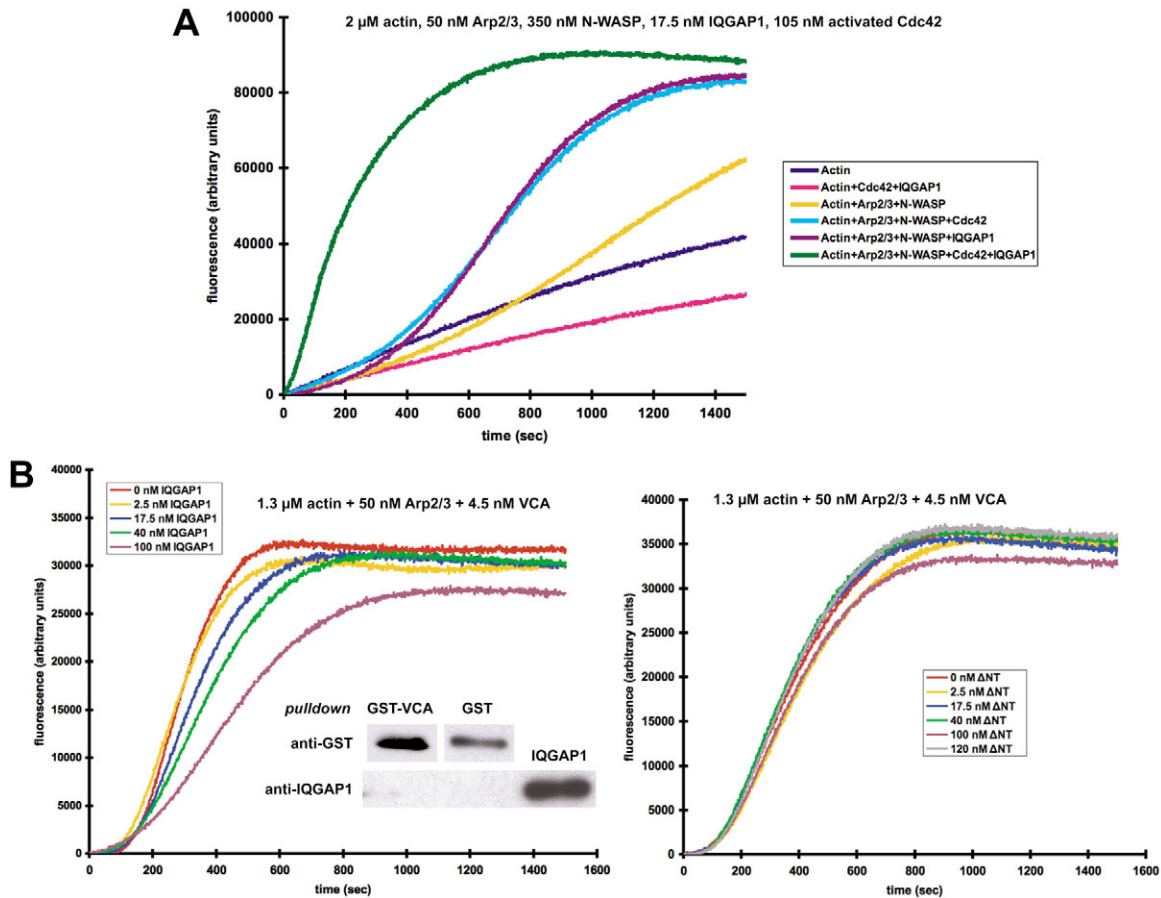 A
2 µM actin, 50 nM Arp2/3, 350 nM N-WASP, 17.5 nM IQGAP1, 105 nM activated Cdc42
fluorescence (arbitrary units)
100000
80000
60000
40000
20000
0
0 200 400 600 800 1000 1200 1400
time (sec)
Actin
Actin+Cdc42+IQGAP1
Actin+Arp2/3+N-WASP
Actin+Arp2/3+N-WASP+Cdc42
Actin+Arp2/3+N-WASP+IQGAP1
Actin+Arp2/3+N-WASP+Cdc42+IQGAP1
B
1.3 µM actin + 50 nM Arp2/3 + 4.5 nM VCA
0 nM IQGAP1
2.5 nM IQGAP1
17.5 nM IQGAP1
40 nM IQGAP1
100 nM IQGAP1
fluorescence (arbitrary units)
40000
35000
30000
25000
20000
15000
10000
5000
0
0 200 400 600 800 1000 1200 1400 1600
time (sec)
pulldown GST-VCA GST
anti-GST
IQGAP1
anti-IQGAP1
1.3 µM actin + 50 nM Arp2/3 + 4.5 nM VCA
fluorescence (arbitrary units)
40000
35000
30000
25000
20000
15000
10000
5000
0
0 200 400 600 800 1000 1200 1400 1600
time (sec)
0 nM ΔNT
2.5 nM ΔNT
17.5 nM ΔNT
40 nM ΔNT
100 nM ΔNT
120 nM ΔNT